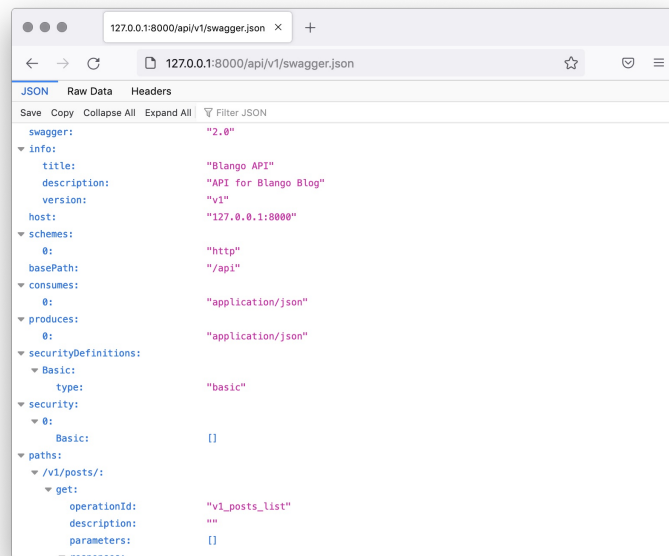 127.0.0.1:8000/api/v1/swagger.json
127.0.0.1:8000/api/v1/swagger.json
JSON Raw Data Headers
Save Copy Collapse All Expand All Filter JSON
swagger: "2.0"
info:
title: "Blango API"
description: "API for Blango Blog"
version: "v1"
host: "127.0.0.1:8000"
schemes:
0: "http"
basePath: "/api"
consumes:
0: "application/json"
produces:
0: "application/json"
securityDefinitions:
Basic:
type: "basic"
security:
0:
Basic: []
paths:
/v1/posts/:
get:
operationId: "v1_posts_list"
description: ""
parameters: []